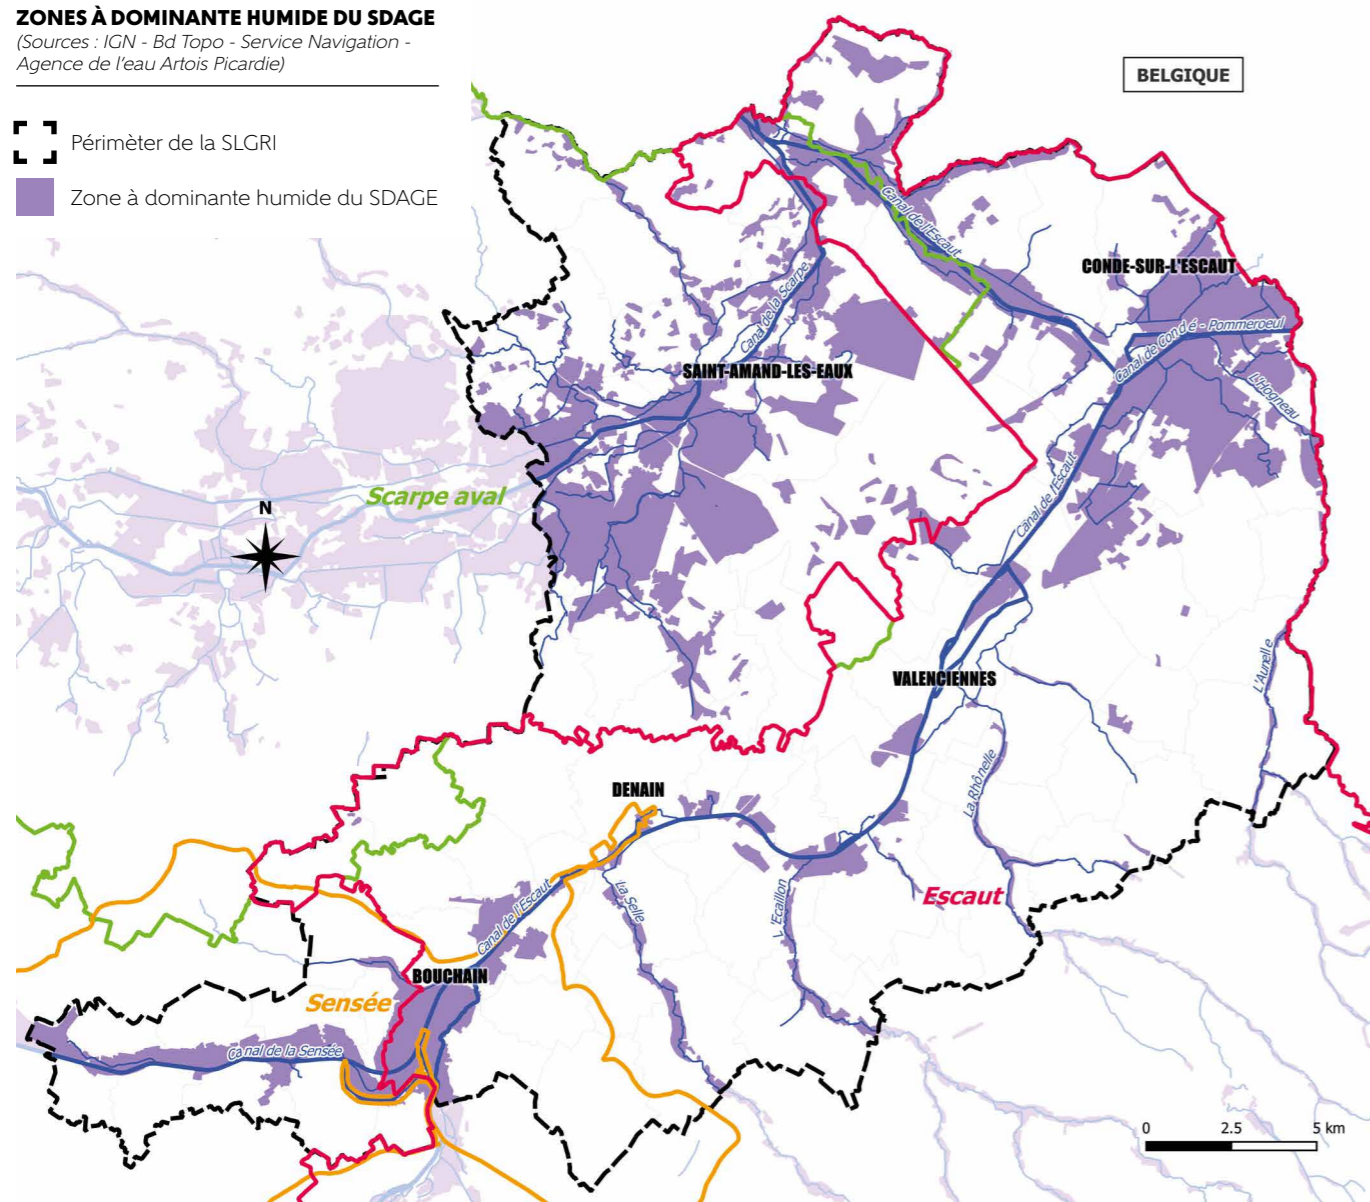 ZONES À DOMINANTE HUMIDE DU SDAGE
(Sources : IGN - Bd Topo - Service Navigation -
Agence de l'eau Artois Picardie)
Périmèter de la SLGRI
Zone à dominante humide du SDAGE
BELGIQUE
Canal de l'Escaut
CONDE-SUR-L'ESCAUT
Canal de la Scarpe
Canal de Condé - Pommeroeul
SAINT-AMAND-LES-EAUX
L'Hogneau
Scarpe aval
N
Canal de l'Escaut
L'Aunelle
VALENCIENNES
La Rhônelle
DENAIN
La Selle
L'Ecaillon
Escaut
Canal de l'Escaut
BOUCHAIN
Sensée
Canal de la Sensée
0 2.5 5 km